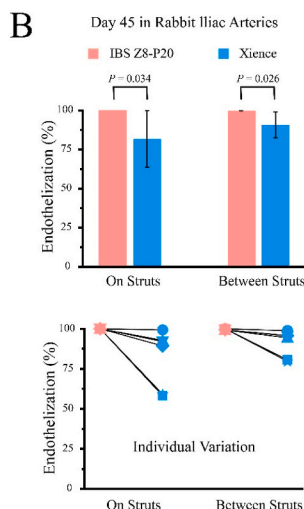 B
Day 45 in Rabbit Iliac Arteries
IBS Z8-P20 Xience
P = 0.034 P = 0.026
Endothelization (%)
100
75
50
25
0
On Struts Between Struts
Endothelization (%)
100
75
50
25
0
Individual Variation
On Struts Between Struts